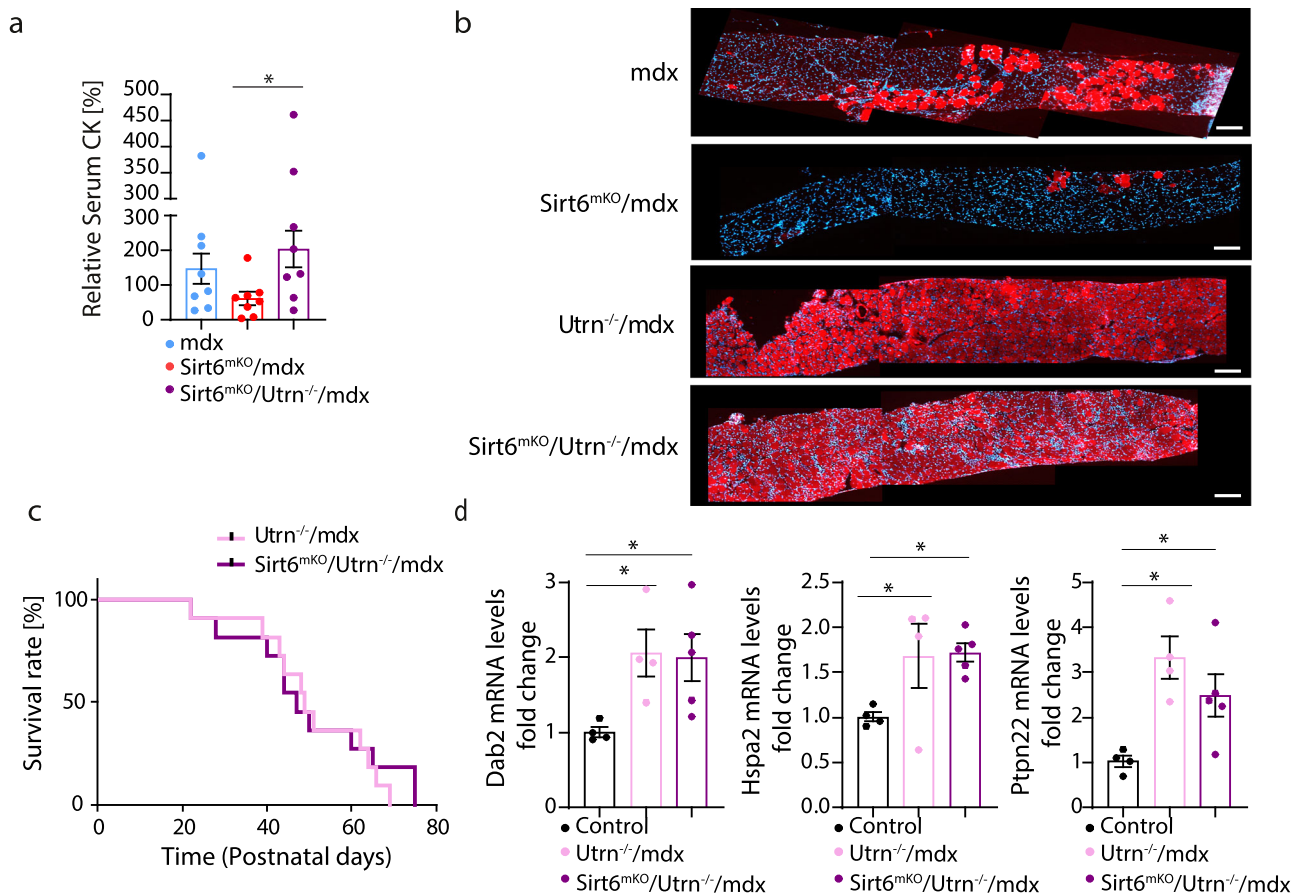 a
Relative Serum CK [%]
*
500
450
400
350
300
200
100
0
mdx
Sirt6mKO/mdx
Sirt6mKO/Utrn-/-/mdx
b
mdx
Sirt6mKO/mdx
Utrn-/-/mdx
Sirt6mKO/Utrn-/-/mdx
c
Utrn-/-/mdx
Sirt6mKO/Utrn-/-/mdx
Survival rate [%]
100
50
0
0 20 40 60 80
Time (Postnatal days)
d
Dab2 mRNA levels
fold change
*
*
3
2
1
0
Control
Utrn-/-/mdx
Sirt6mKO/Utrn-/-/mdx
Hspa2 mRNA levels
fold change
*
*
2.5
2.0
1.5
1.0
0.5
0.0
Control
Utrn-/-/mdx
Sirt6mKO/Utrn-/-/mdx
Ptpn22 mRNA levels
fold change
*
*
5
4
3
2
1
0
Control
Utrn-/-/mdx
Sirt6mKO/Utrn-/-/mdx